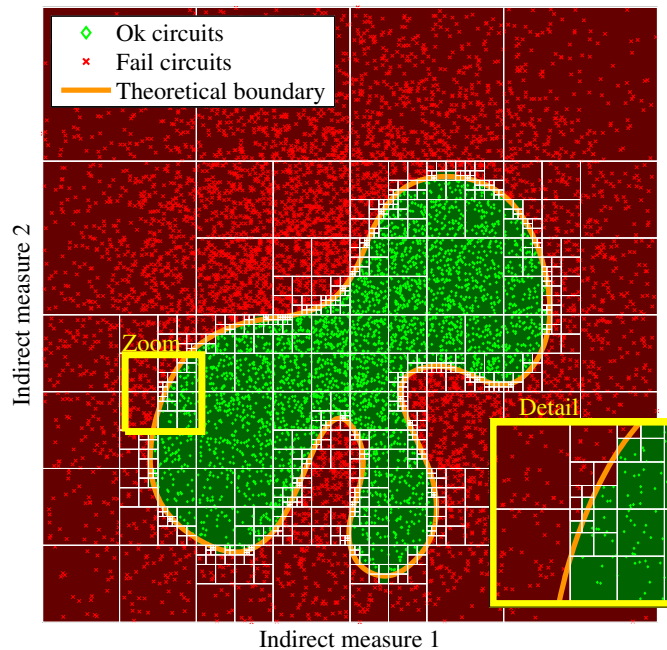 Ok circuits
Fail circuits
Theoretical boundary
Indirect measure 2
Zoom
Detail
Indirect measure 1